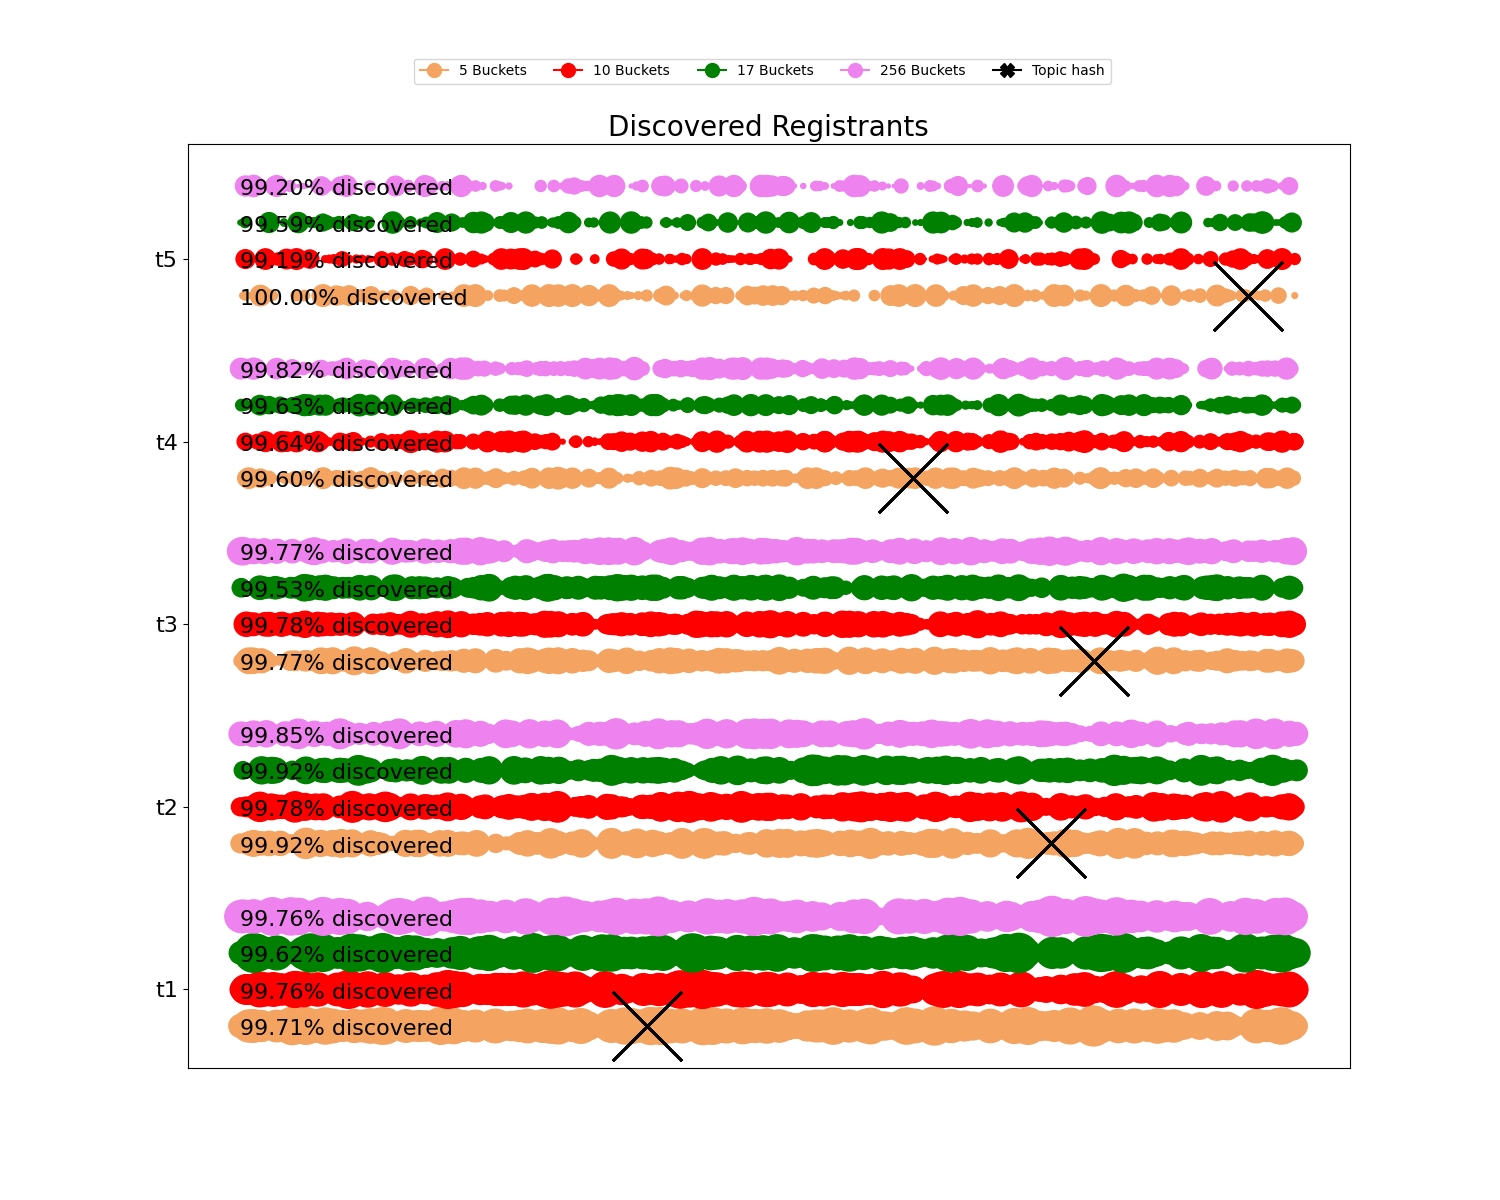 5 Buckets 10 Buckets 17 Buckets 256 Buckets Topic hash
Discovered Registrants
99.20% discovered
99.59% discovered
t5 99.19% discovered
100.00% discovered
99.82% discovered
99.63% discovered
t4 99.64% discovered
99.60% discovered
99.77% discovered
99.53% discovered
t3 99.78% discovered
99.77% discovered
99.85% discovered
99.92% discovered
t2 99.78% discovered
99.92% discovered
99.76% discovered
99.62% discovered
t1 99.76% discovered
99.71% discovered